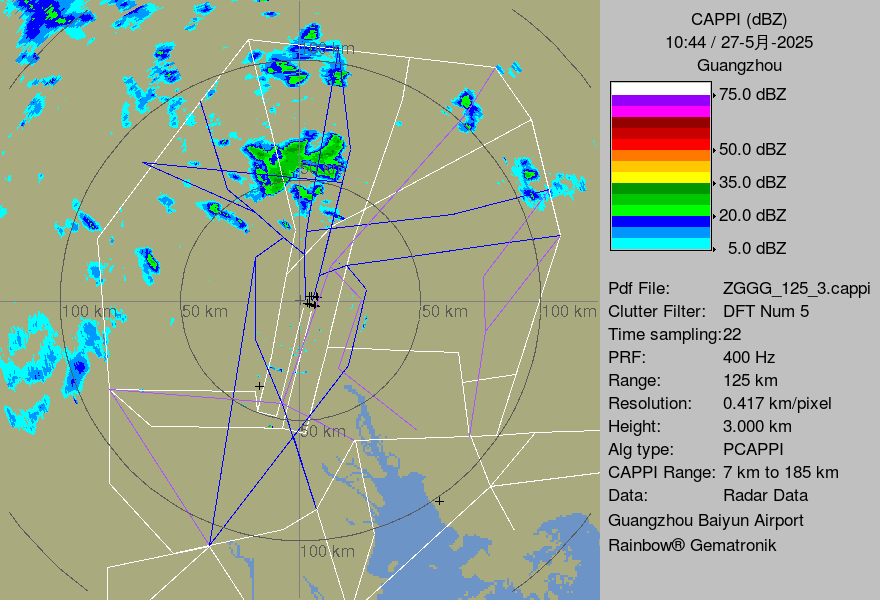 CAPPI (dBZ)
10:44 / 27-5月-2025
Guangzhou
75.0 dBZ
50.0 dBZ
35.0 dBZ
20.0 dBZ
5.0 dBZ
Pdf File: ZGGG_125_3.cappi
Clutter Filter: DFT Num 5
Time sampling:22
PRF: 400 Hz
Range: 125 km
Resolution: 0.417 km/pixel
Height: 3.000 km
Alg type: PCAPPI
CAPPI Range: 7 km to 185 km
Data: Radar Data
Guangzhou Baiyun Airport
Rainbow® Gematronik
100 km 50 km 50 km 100 km
50 km
100 km